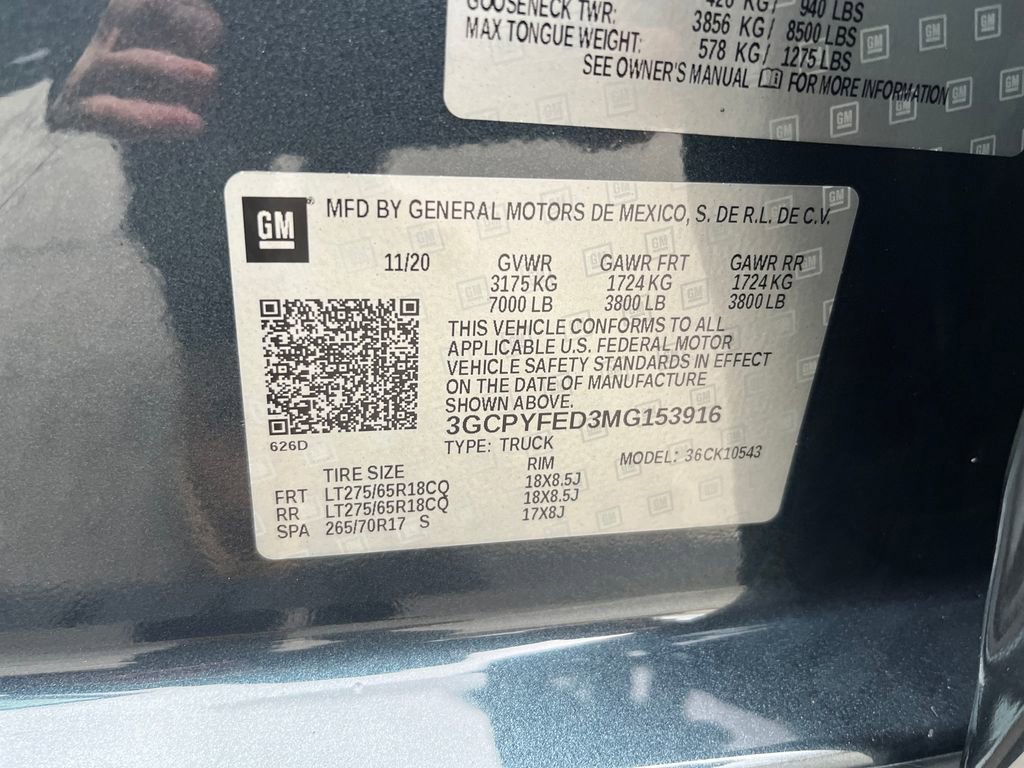 428 KG/ 940 LBS
GOOSENECK TWR: 3856 KG/ 8500 LBS
MAX TONGUE WEIGHT: 578 KG/ 1275 LBS
SEE OWNER'S MANUAL FOR MORE INFORMATION
GM® MFD BY GENERAL MOTORS DE MEXICO, S. DE R.L. DE C.V.
11/20 GVWR GAWR FRT GAWR RR
3175 KG 1724 KG 1724 KG
7000 LB 3800 LB 3800 LB
THIS VEHICLE CONFORMS TO ALL
APPLICABLE U.S. FEDERAL MOTOR
VEHICLE SAFETY STANDARDS IN EFFECT
ON THE DATE OF MANUFACTURE
SHOWN ABOVE.
3GCPYFED3MG153916
626D
TYPE: TRUCK MODEL: 36CK10543
TIRE SIZE RIM
FRT LT275/65R18CQ 18X8.5J
RR LT275/65R18CQ 18X8.5J
SPA 265/70R17 S 17X8J